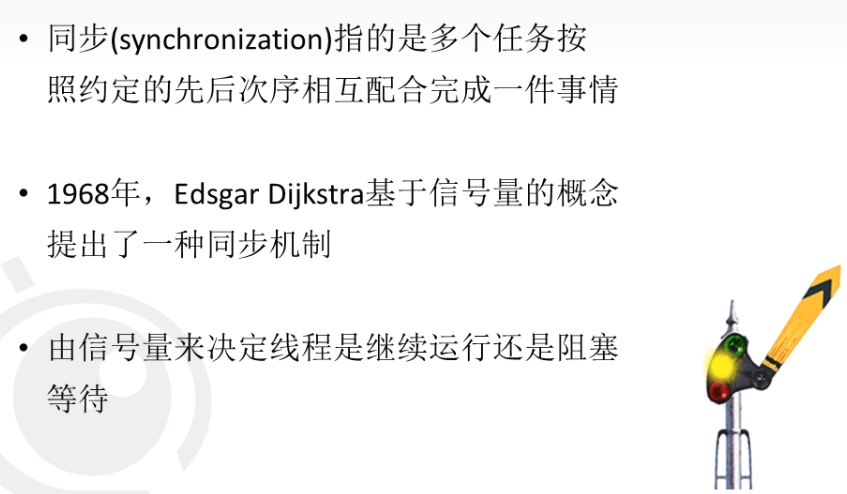 • 同步(synchronization)指的是多个任务按
照约定的先后次序相互配合完成一件事情
• 1968年，Edsgar Dijkstra基于信号量的概念
提出了一种同步机制
• 由信号量来决定线程是继续运行还是阻塞
等待